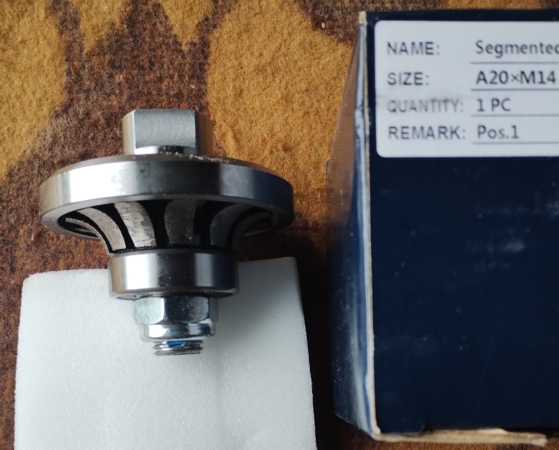 NAME: Segmented
SIZE: A20×M14
QUANTITY: 1 PC
REMARK: Pos.1